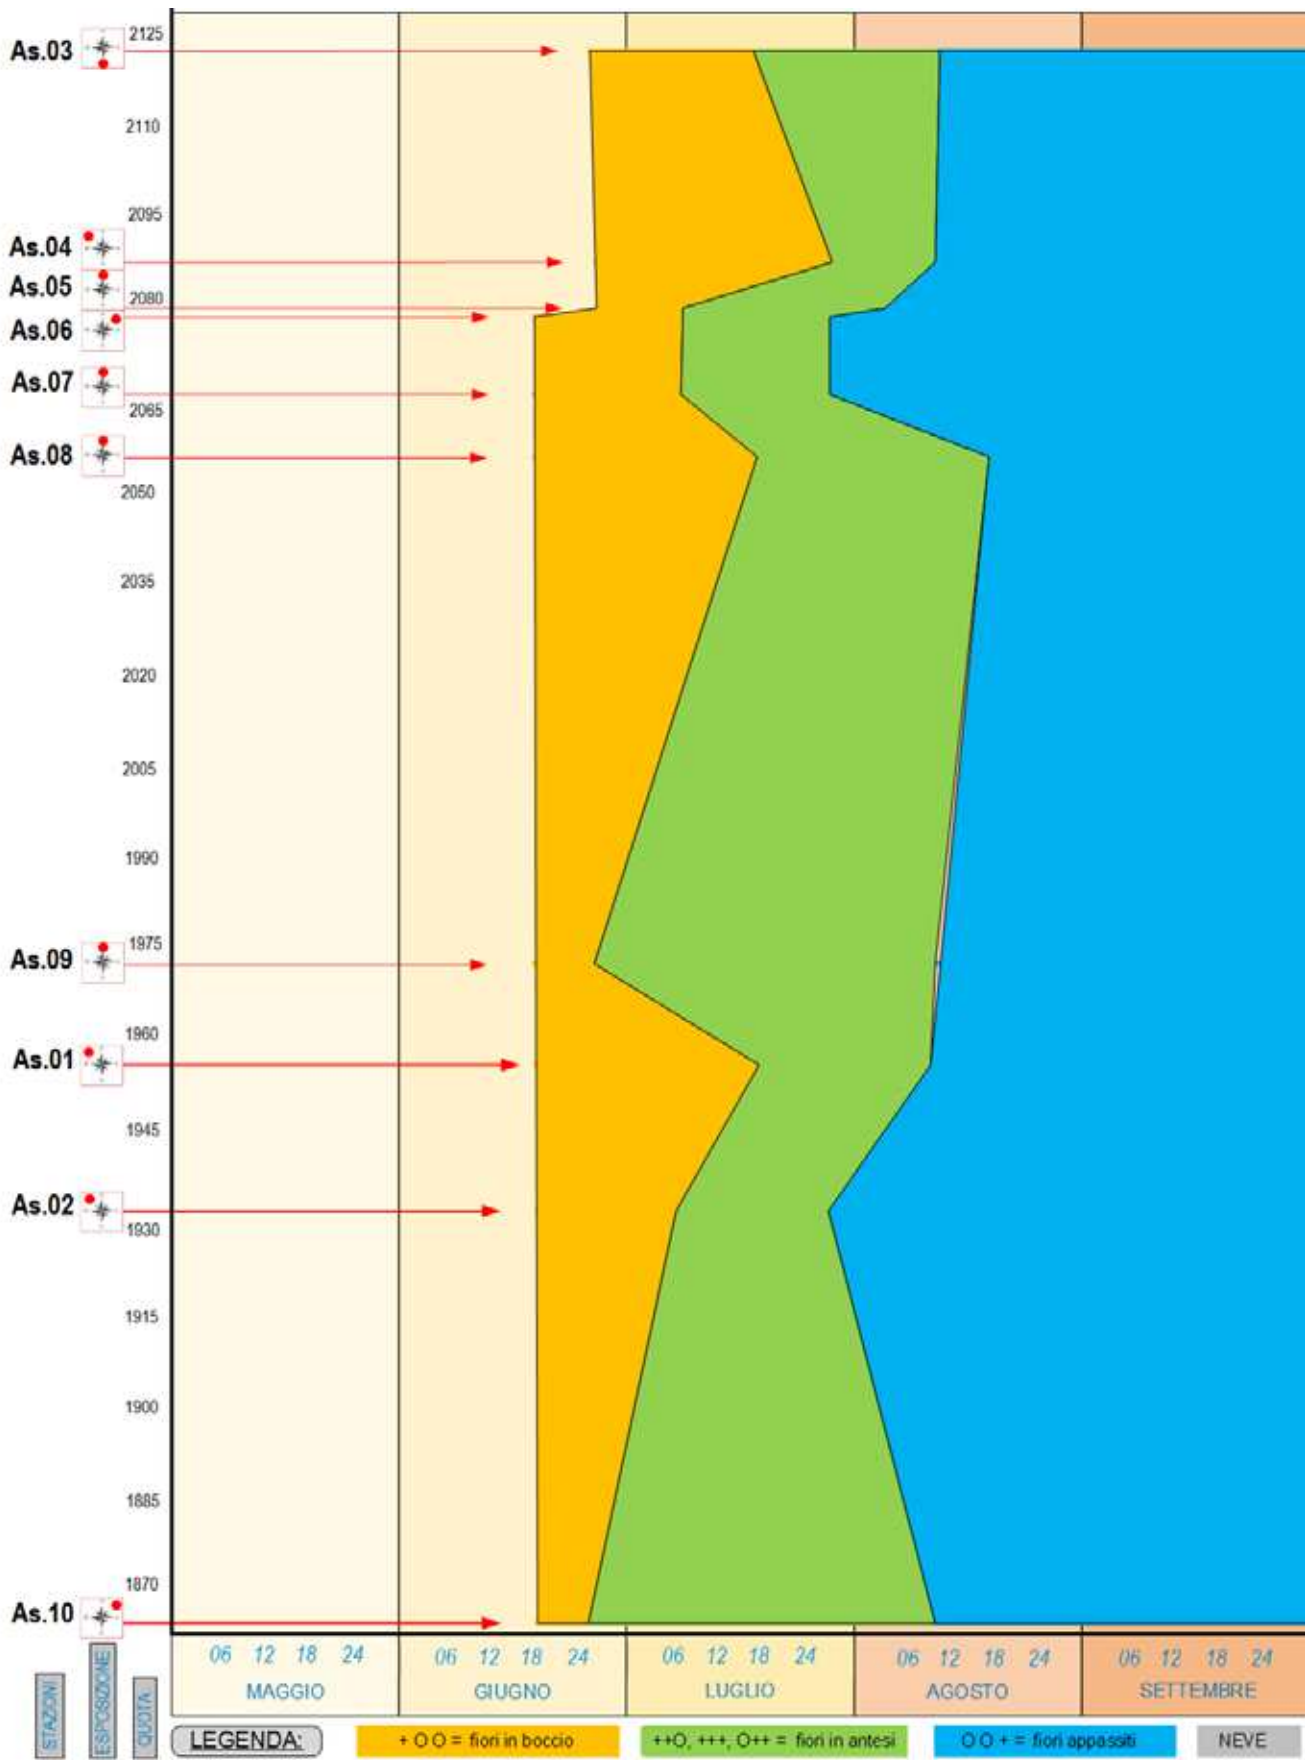 2125
As.03
2110
2095
As.04
As.05
2080
As.06
As.07
2065
As.08
2050
2035
2020
2005
1990
1975
As.09
1960
As.01
1945
As.02
1930
1915
1900
1885
1870
As.10
06 12 18 24 06 12 18 24 06 12 18 24 06 12 18 24 06 12 18 24
MAGGIO GIUGNO LUGLIO AGOSTO SETTEMBRE
STAZIONI ESPOSIZIONE QUOTA
LEGENDA: + O O = fiori in boccio ++O, +++, O++ = fiori in antesi O O + = fiori appassiti NEVE